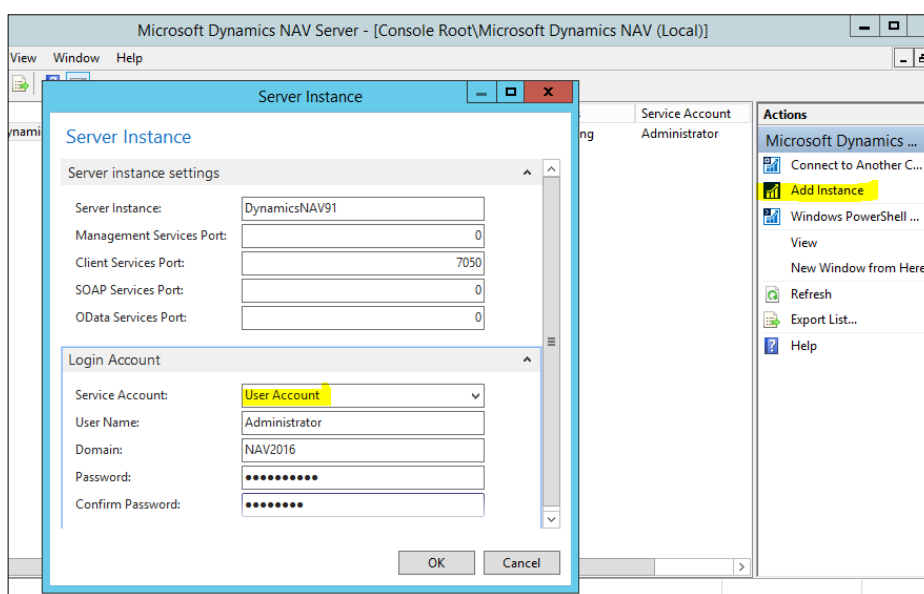 Microsoft Dynamics NAV Server - [Console Root\Microsoft Dynamics NAV (Local)]
View Window Help
Server Instance
Service Account
Actions
ynami
ng
Administrator
Microsoft Dynamics ...
Server Instance
Connect to Another C...
Server instance settings
Add Instance
Server Instance: DynamicsNAV91
Windows PowerShell ...
Management Services Port: 0
View
Client Services Port: 7050
New Window from Here
SOAP Services Port: 0
Refresh
OData Services Port: 0
Export List...
Login Account
Help
Service Account: User Account
User Name: Administrator
Domain: NAV2016
Password: ••••••••••
Confirm Password: ••••••••
OK Cancel